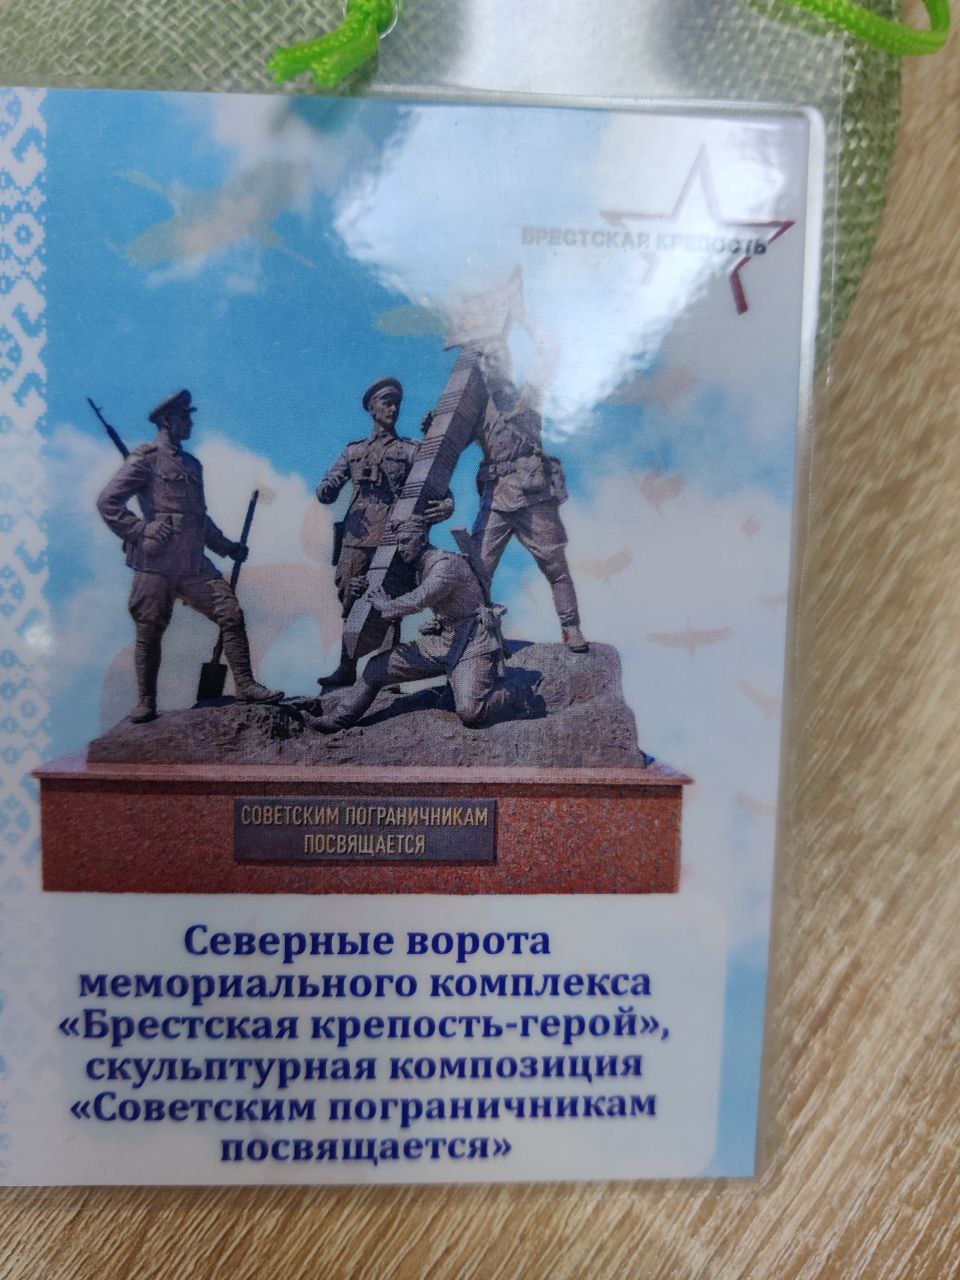 БРЕСТСКАЯ КРЕПОСТЬ
СОВЕТСКИМ ПОГРАНИЧНИКАМ
ПОСВЯЩАЕТСЯ
Северные ворота
мемориального комплекса
«Брестская крепость-герой»,
скульптурная композиция
«Советским пограничникам
посвящается»